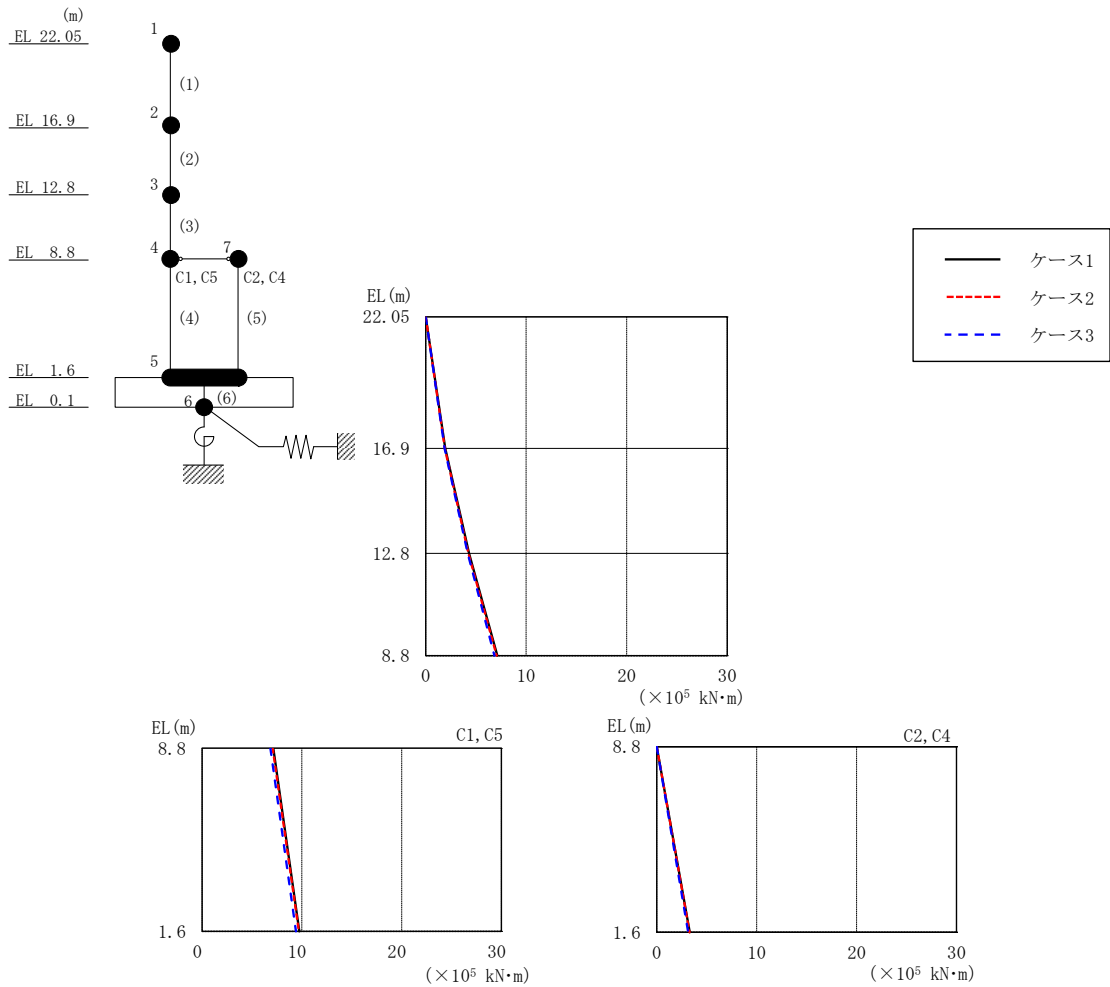 (m)
EL 22.05
1
(1)
EL 16.9
2
(2)
EL 12.8
3
(3)
EL 8.8
4
7
C1,C5
C2,C4
(4)
(5)
EL 1.6
5
EL 0.1
6
(6)
ケース1
ケース2
ケース3
EL(m)
22.05
16.9
12.8
8.8
0 10 20 30
(×10⁵ kN・m)
EL(m)
C1,C5
8.8
1.6
0 10 20 30
(×10⁵ kN・m)
EL(m)
C2,C4
8.8
1.6
0 10 20 30
(×10⁵ kN・m)